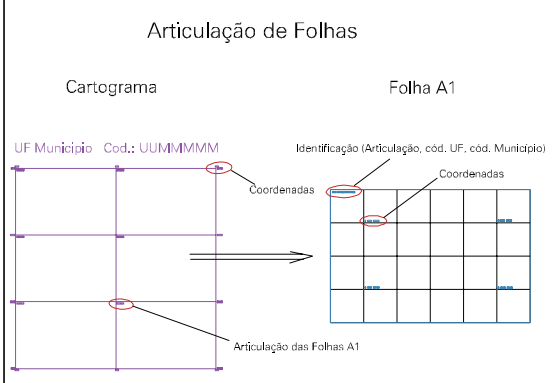 Articulação de Folhas
Cartograma
Folha A1
UF Municipio Cod.: UUMMMMM
Identificação (Articulação, cód. UF, cód. Município)
Coordenadas
Coordenadas
Articulação das Folhas A1